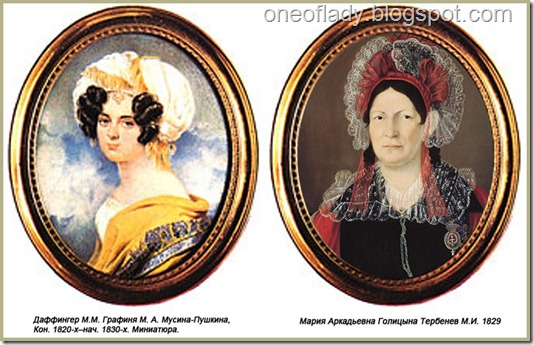 oneoflady.blogspot.com
Даффингер М.М. Графиня М. А. Мусина-Пушкина,
Кон. 1820-х–нач. 1830-х. Миниатюра.
Мария Аркадьевна Голицына Тербенев М.И. 1829